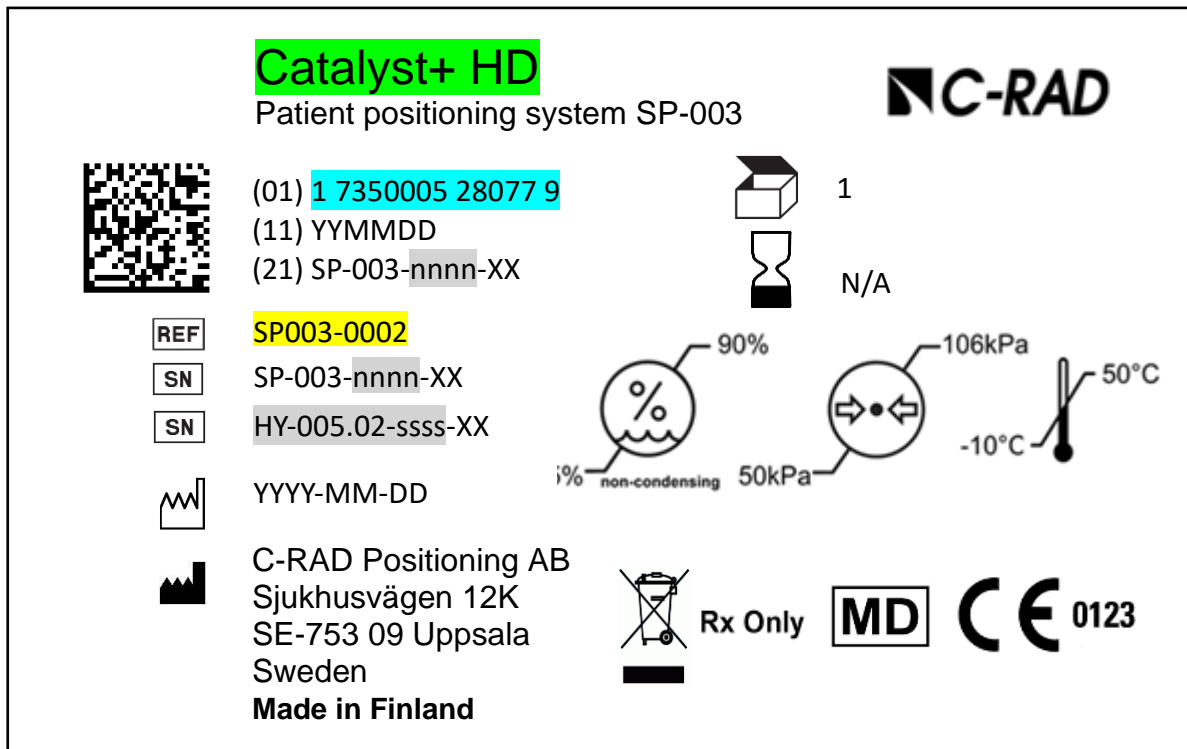 Catalyst+ HD
Patient positioning system SP-003
C-RAD
(01) 1 7350005 28077 9
(11) YYMMDD
(21) SP-003-nnnn-XX
1
N/A
REF SP003-0002
SN SP-003-nnnn-XX
SN HY-005.02-ssss-XX
90%
%
5% non-condensing
106kPa
50kPa
50°C
-10°C
YYYY-MM-DD
C-RAD Positioning AB
Sjukhusvägen 12K
SE-753 09 Uppsala
Sweden
Made in Finland
Rx Only
MD
CE 0123